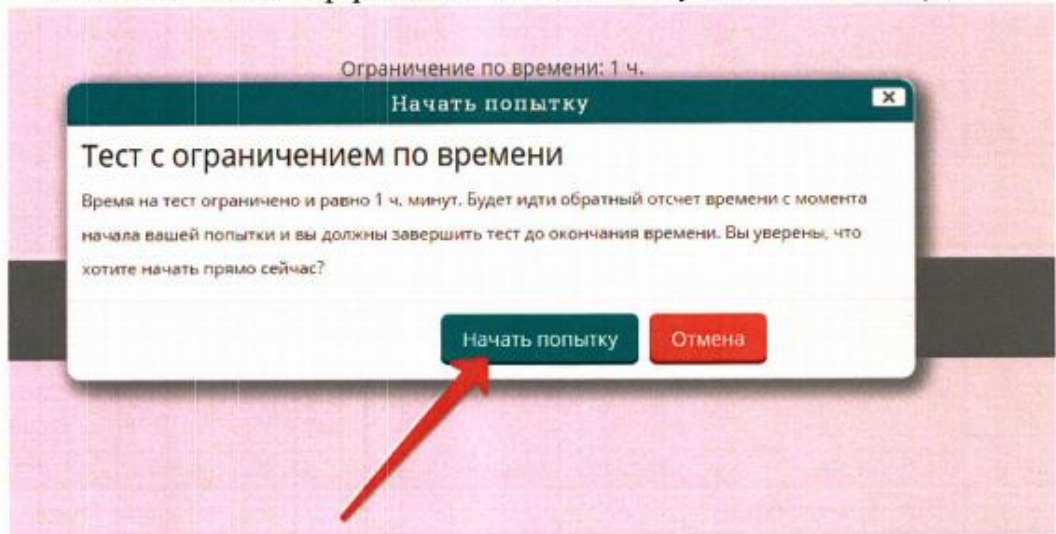 Ограничение по времени: 1 ч.
Начать попытку
Тест с ограничением по времени
Время на тест ограничено и равно 1 ч. минут. Будет идти обратный отсчет времени с момента
начала вашей попытки и вы должны завершить тест до окончания времени. Вы уверены, что
хотите начать прямо сейчас?
Начать попытку
Отмена